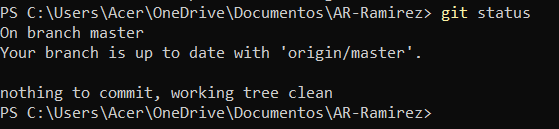 PS C:\Users\Acer\OneDrive\Documentos\AR-Ramirez> git status
On branch master
Your branch is up to date with 'origin/master'.
nothing to commit, working tree clean
PS C:\Users\Acer\OneDrive\Documentos\AR-Ramirez>